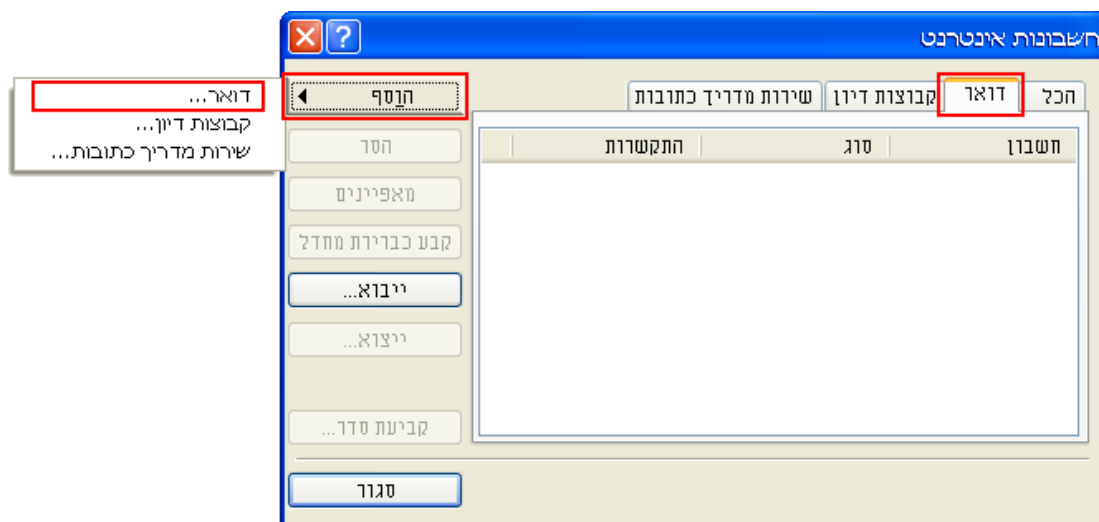 חשבונות אינטרנט
הכל
דואר
קבוצות דיון
שירות מדריך כתובות
חשבון
סוג
התקשרות
הוסף
דואר...
קבוצות דיון...
שירות מדריך כתובות...
הסר
מאפיינים
קבע כברירת מחדל
ייבוא...
ייצוא...
קביעת סדר...
סגור